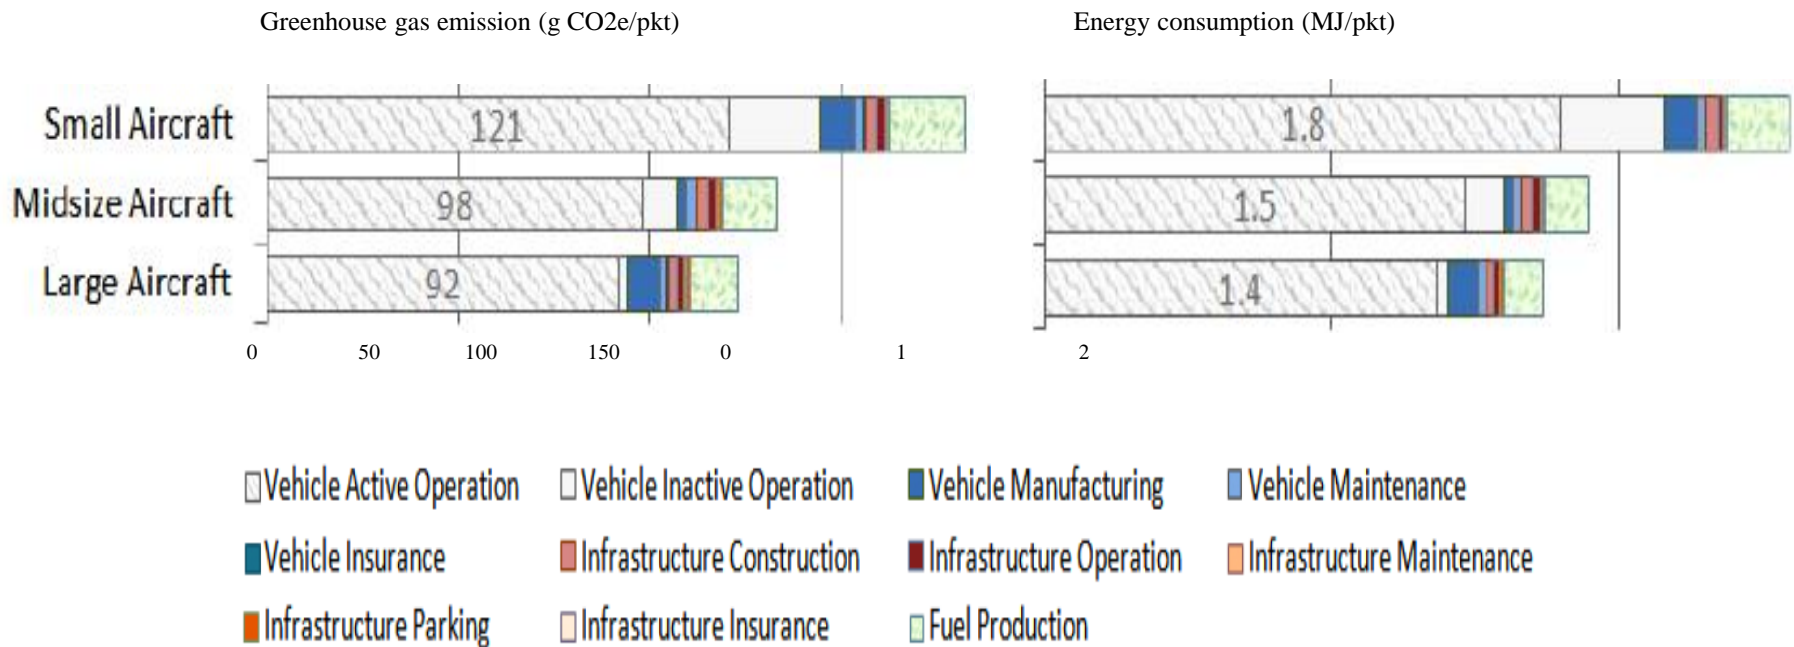 Greenhouse gas emission (g CO2e/pkt) Energy consumption (MJ/pkt)
Small Aircraft 121 1.8
Midsize Aircraft 98 1.5
Large Aircraft 92 1.4
0 50 100 150 0 1 2
Vehicle Active Operation Vehicle Inactive Operation Vehicle Manufacturing Vehicle Maintenance
Vehicle Insurance Infrastructure Construction Infrastructure Operation Infrastructure Maintenance
Infrastructure Parking Infrastructure Insurance Fuel Production